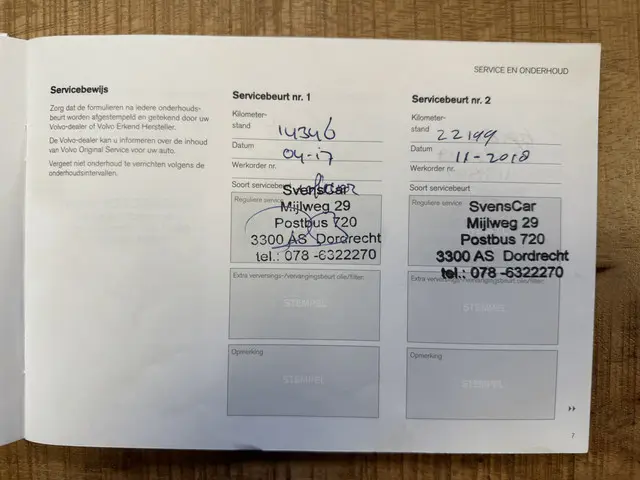 SERVICE EN ONDERHOUD
Servicebewijs
Zorg dat de formulieren na iedere onderhouds-
beurt worden afgestempeld en getekend door uw
Volvo-dealer of Volvo Erkend Hersteller.
De Volvo-dealer kan u informeren over de inhoud
van Volvo Original Service voor uw auto.
Vergeet niet onderhoud te verrichten volgens de
onderhoudsintervallen.
Servicebeurt nr. 1
Kilometer-
stand 14346
Datum 04-17
Werkorder nr.
Soort servicebeurt
Reguliere service
SvensCar
Mijlweg 29
Postbus 720
3300 AS Dordrecht
tel.: 078 -6322270
Extra verversings-/vervangingsbeurt olie/filter:
STEMPEL
Opmerking
STEMPEL
Servicebeurt nr. 2
Kilometer-
stand 22199
Datum 11-2018
Werkorder nr.
Soort servicebeurt
Reguliere service
SvensCar
Mijlweg 29
Postbus 720
3300 AS Dordrecht
tel.: 078 -6322270
Extra verversings-/vervangingsbeurt olie/filter:
STEMPEL
Opmerking
STEMPEL
7